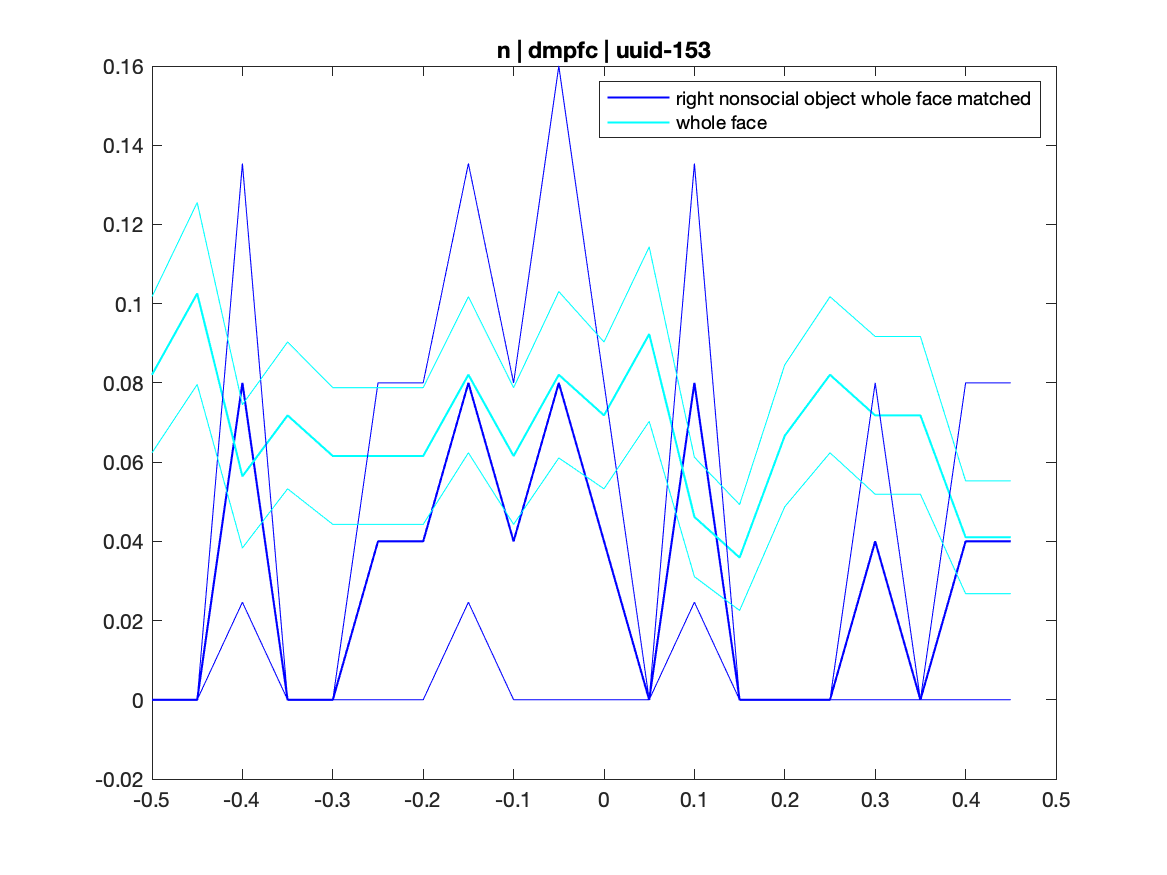 n | dmpfc | uuid-153
right nonsocial object whole face matched
whole face
0.16
0.14
0.12
0.1
0.08
0.06
0.04
0.02
0
-0.02
-0.5 -0.4 -0.3 -0.2 -0.1 0 0.1 0.2 0.3 0.4 0.5